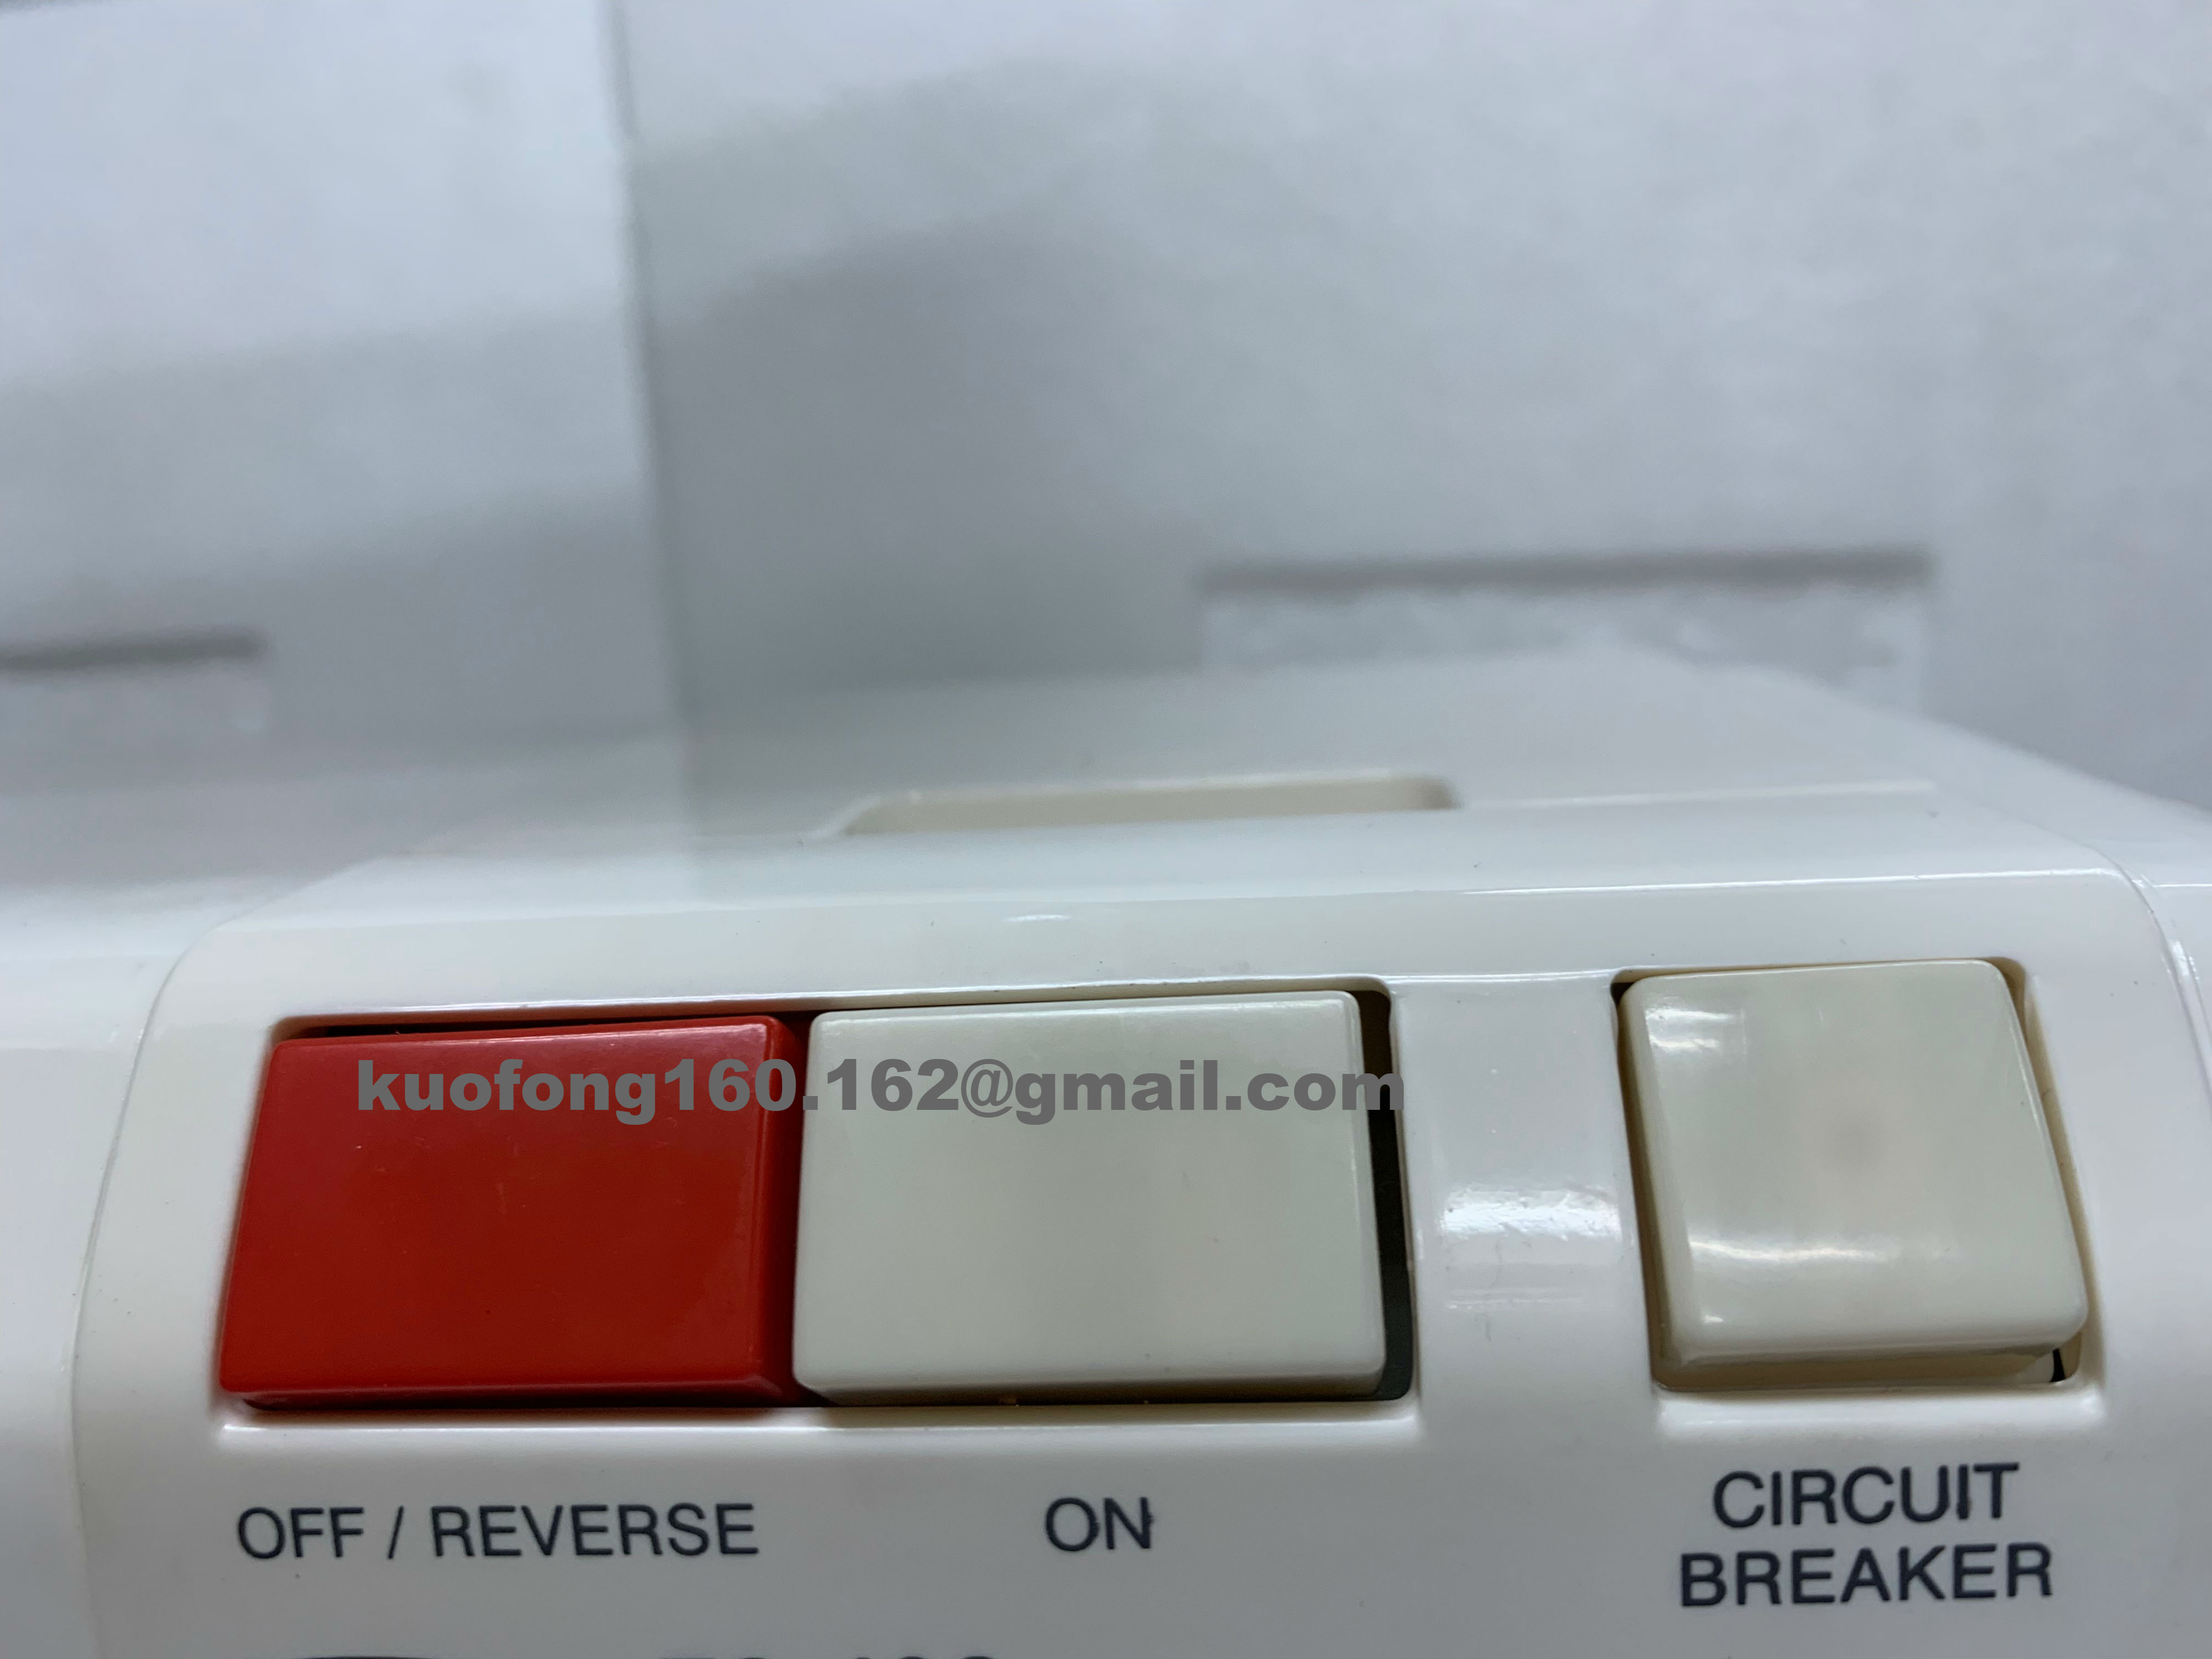 kuofong160.162@gmail.com
OFF / REVERSE
ON
CIRCUIT
BREAKER